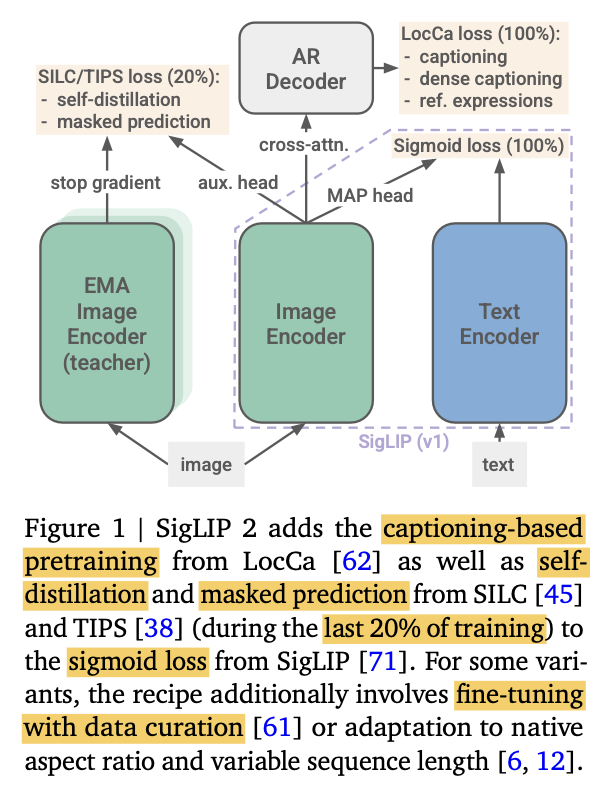 AR
Decoder
LocCa loss (100%):
- captioning
- dense captioning
- ref. expressions
SILC/TIPS loss (20%):
- self-distillation
- masked prediction
cross-attn.
Sigmoid loss (100%)
stop gradient
aux. head
MAP head
EMA
Image
Encoder
(teacher)
Image
Encoder
Text
Encoder
SigLIP (v1)
image
text
Figure 1 | SigLIP 2 adds the captioning-based
pretraining from LocCa [62] as well as self-
distillation and masked prediction from SILC [45]
and TIPS [38] (during the last 20% of training) to
the sigmoid loss from SigLIP [71]. For some vari-
ants, the recipe additionally involves fine-tuning
with data curation [61] or adaptation to native
aspect ratio and variable sequence length [6, 12].